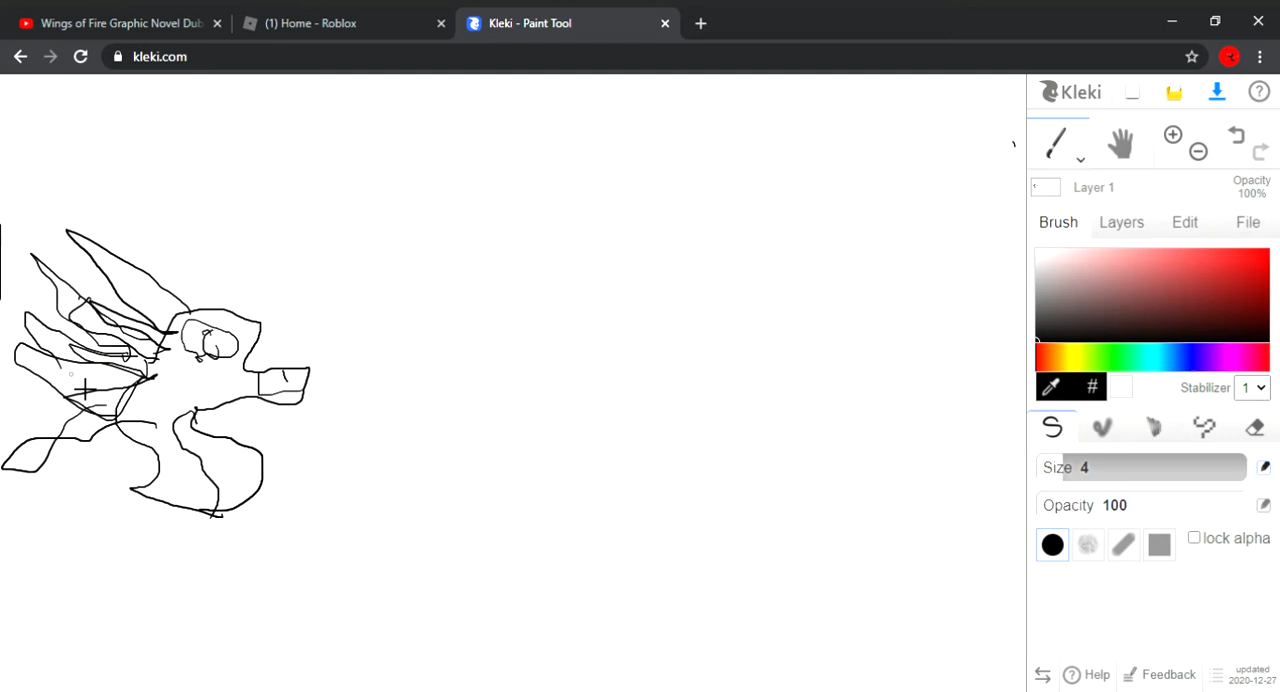 Wings of Fire Graphic Novel Dub
(1) Home - Roblox
Kleki - Paint Tool
kleki.com
Kleki
Layer 1
Opacity
100%
Brush
Layers
Edit
File
#
Stabilizer
1
Size 4
Opacity 100
lock alpha
Help
Feedback
updated
2020-12-27